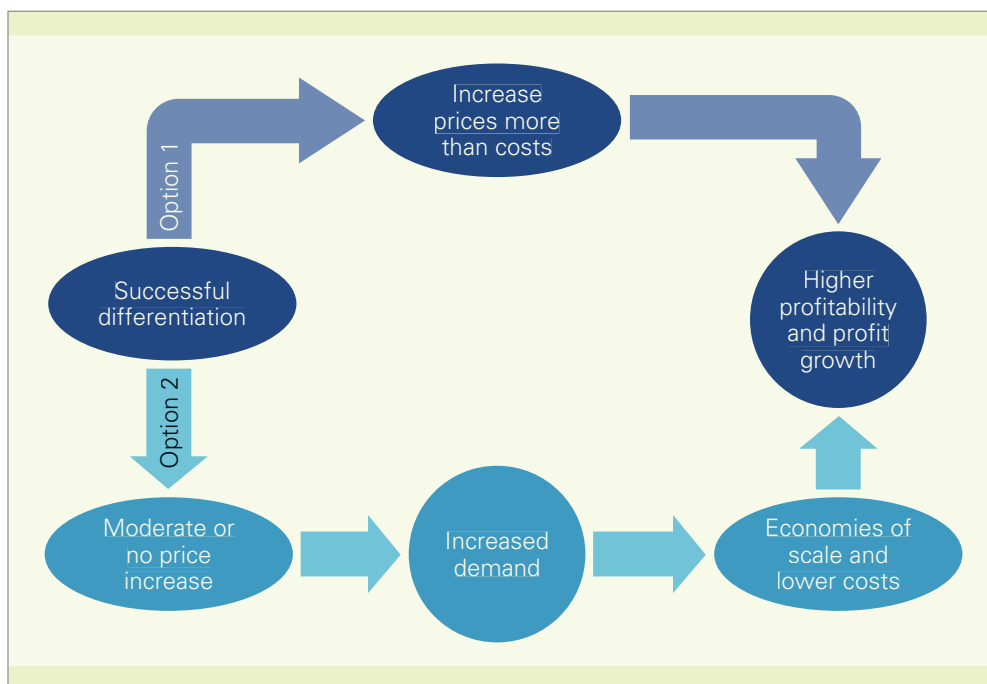 Increase
prices more
than costs
Option 1
Successful
differentiation
Higher
profitability
and profit
growth
Option 2
Moderate or
no price
increase
Increased
demand
Economies of
scale and
lower costs